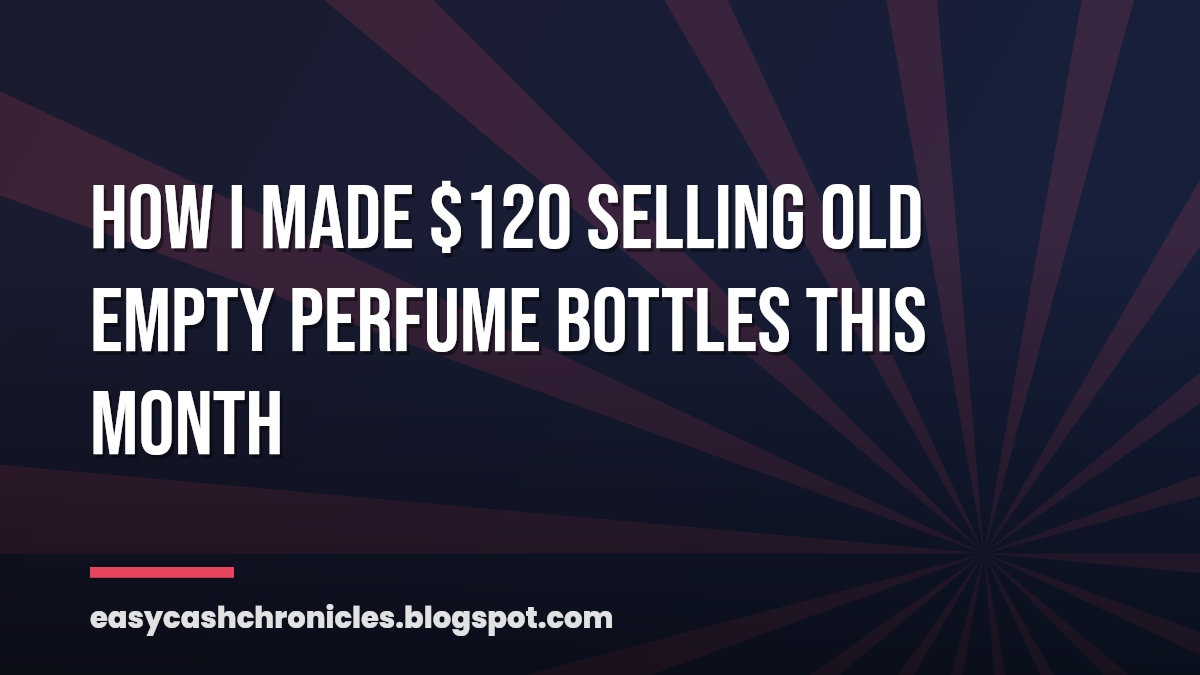 HOW I MADE $120 SELLING OLD
EMPTY PERFUME BOTTLES THIS
MONTH
easycashchronicles.blogspot.com